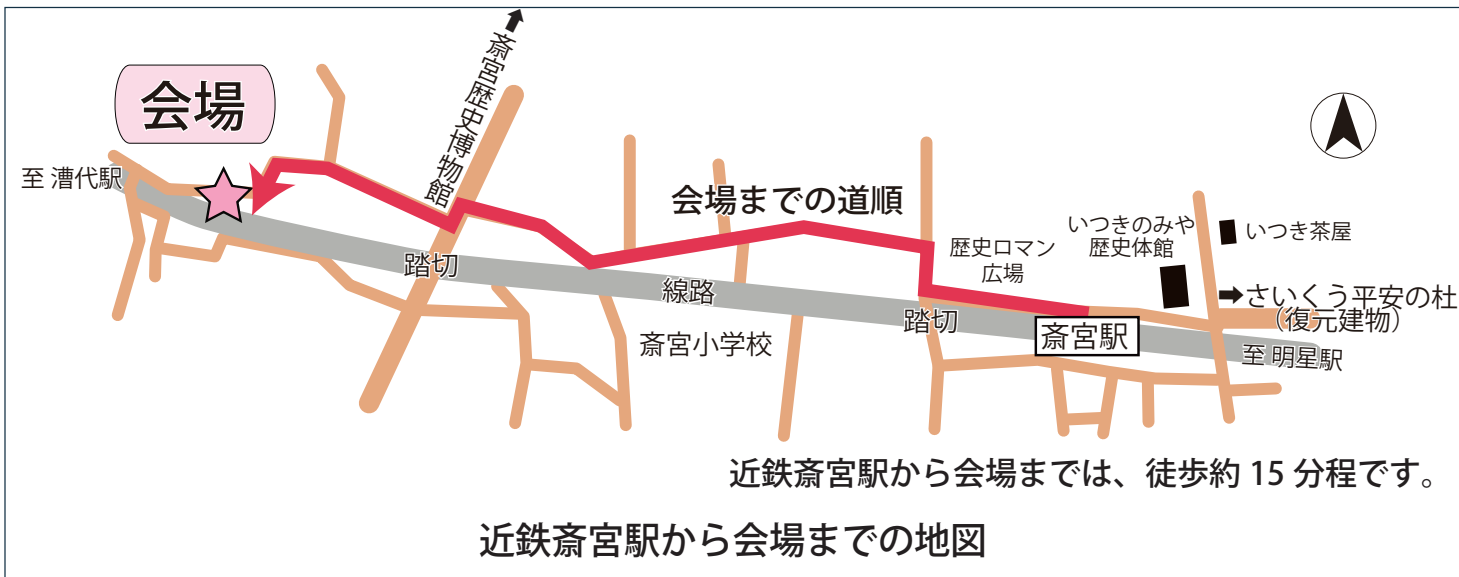 会場
至 漕代駅
斎宮歴史博物館
踏切
会場までの道順
線路
斎宮小学校
踏切
歴史ロマン
広場
斎宮駅
いつきのみや
歴史体館
いつき茶屋
➡さいくう平安の杜
（復元建物）
至 明星駅
近鉄斎宮駅から会場までは、徒歩約 15 分程です。
近鉄斎宮駅から会場までの地図